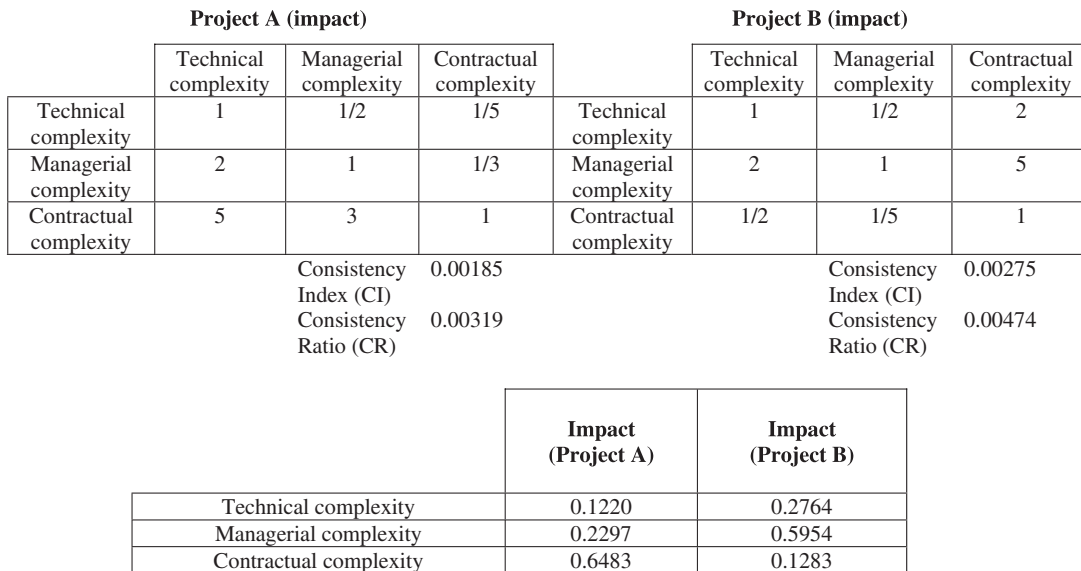 Project A (impact) Project B (impact)
Technical complexity Managerial complexity Contractual complexity Technical complexity Managerial complexity Contractual complexity
Technical complexity 1 1/2 1/5 Technical complexity 1 1/2 2
Managerial complexity 2 1 1/3 Managerial complexity 2 1 5
Contractual complexity 5 3 1 Contractual complexity 1/2 1/5 1
Consistency Index (CI) 0.00185 Consistency Index (CI) 0.00275
Consistency Ratio (CR) 0.00319 Consistency Ratio (CR) 0.00474
Impact (Project A) Impact (Project B)
Technical complexity 0.1220 0.2764
Managerial complexity 0.2297 0.5954
Contractual complexity 0.6483 0.1283